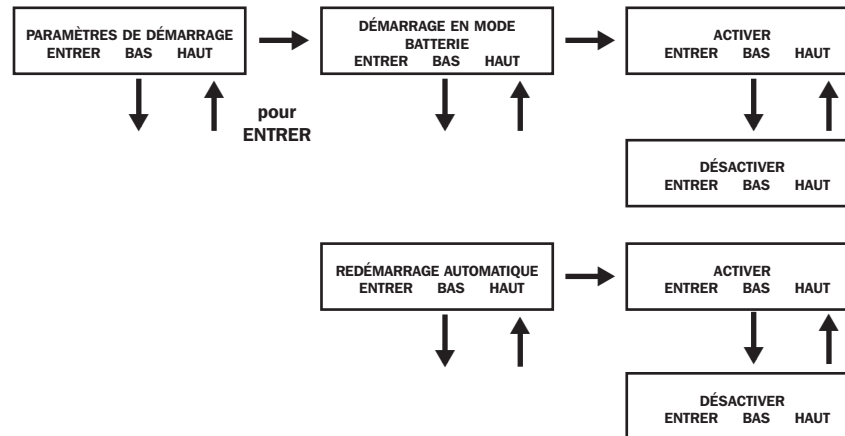 PARAMÈTRES DE DÉMARRAGE
ENTRER BAS HAUT
DÉMARRAGE EN MODE
BATTERIE
ENTRER BAS HAUT
ACTIVER
ENTRER BAS HAUT
pour
ENTRER
DÉSACTIVER
ENTRER BAS HAUT
REDÉMARRAGE AUTOMATIQUE
ENTRER BAS HAUT
ACTIVER
ENTRER BAS HAUT
DÉSACTIVER
ENTRER BAS HAUT